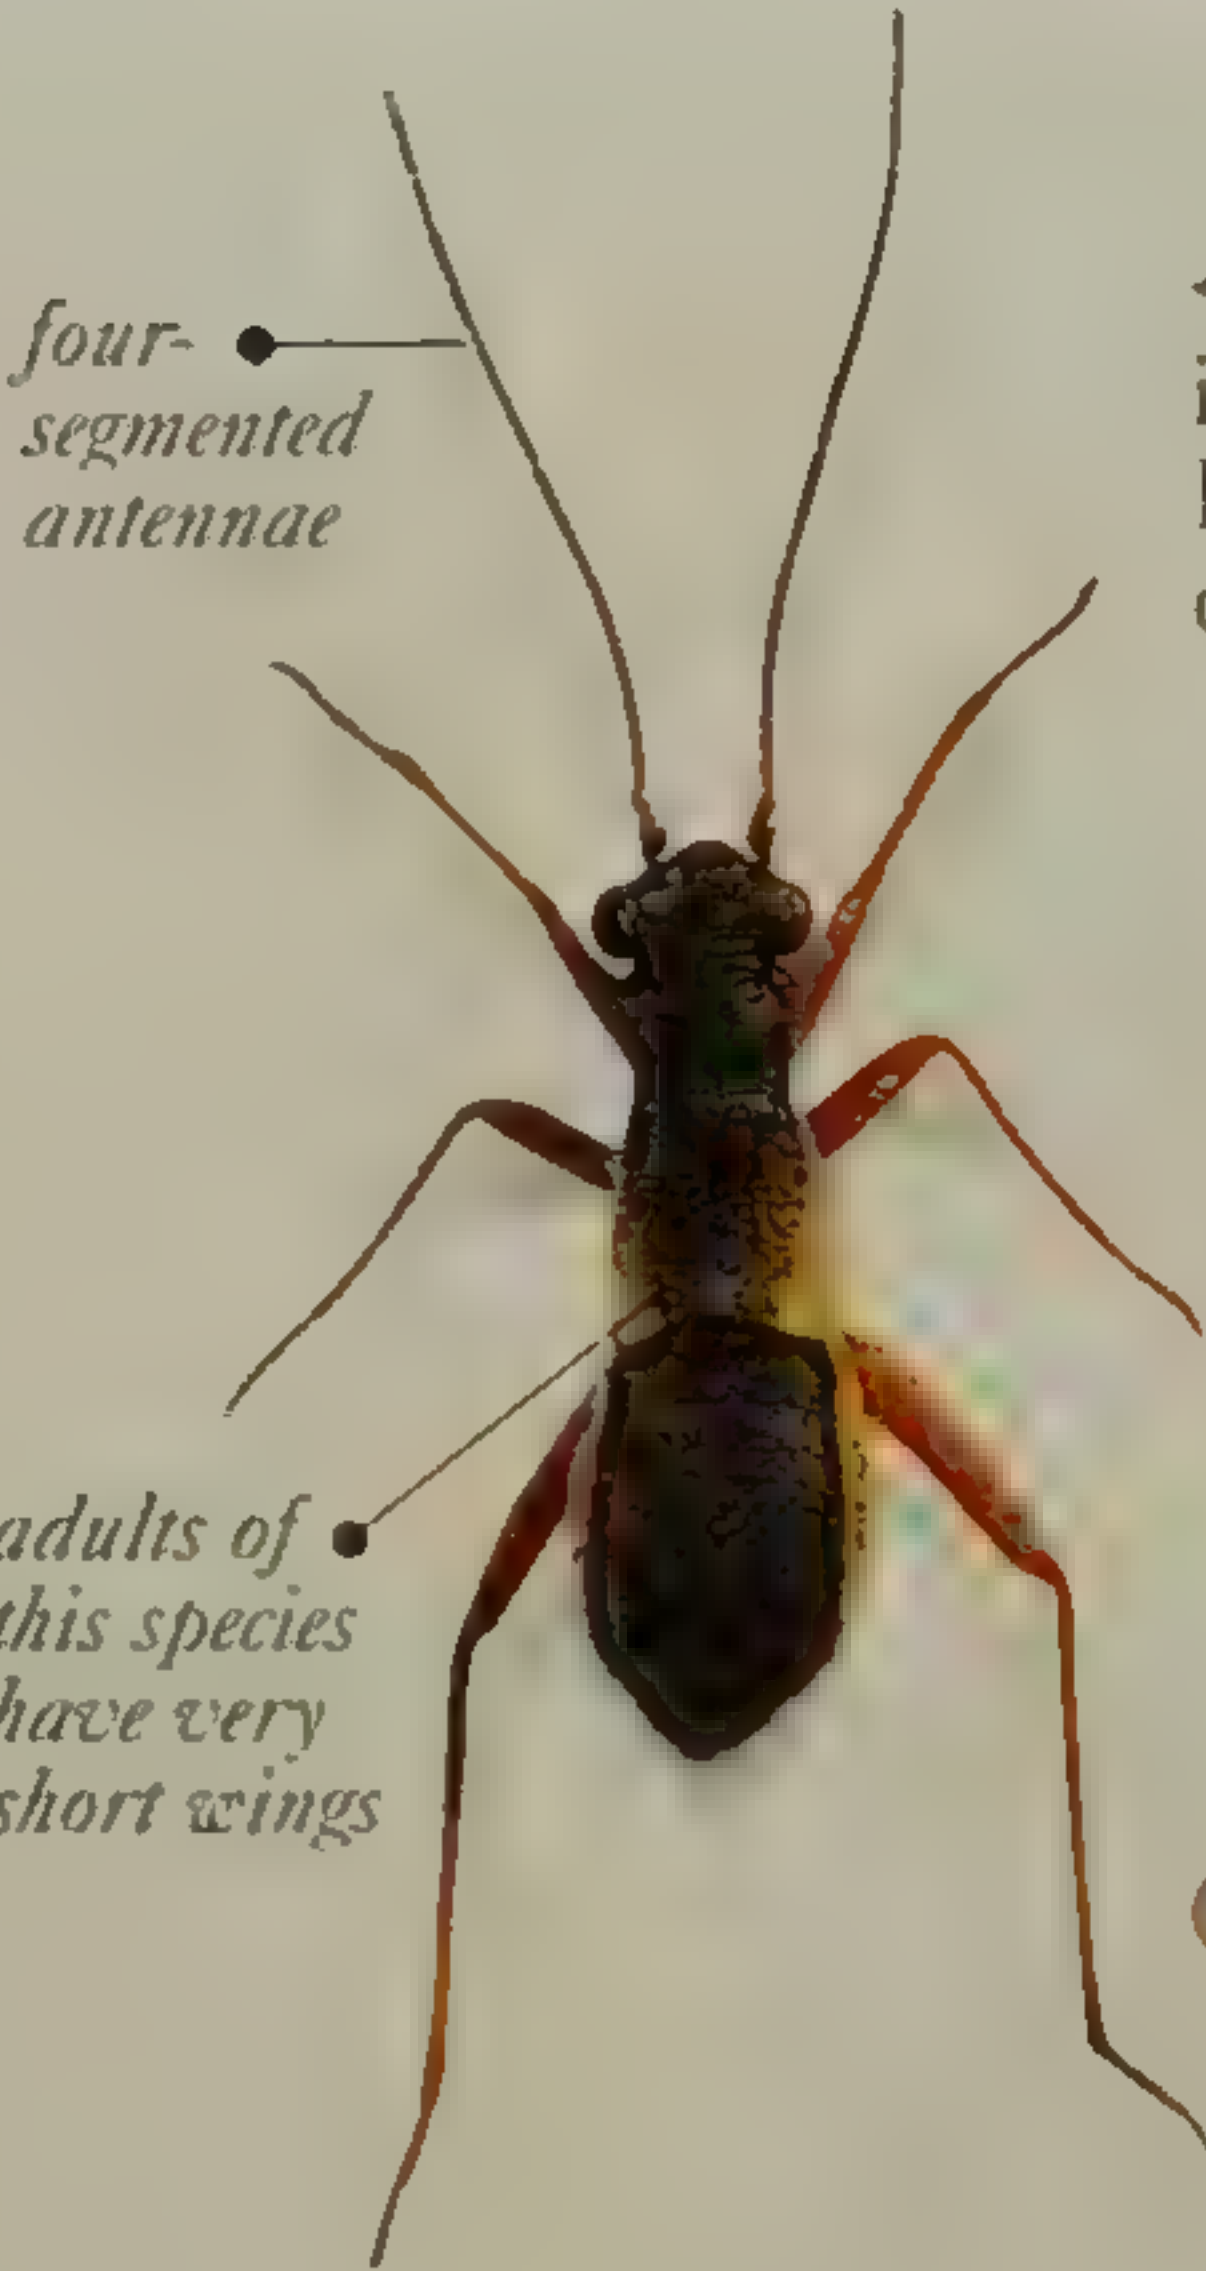 four-
segmented
antennae
adults of
this species
have very
short wings